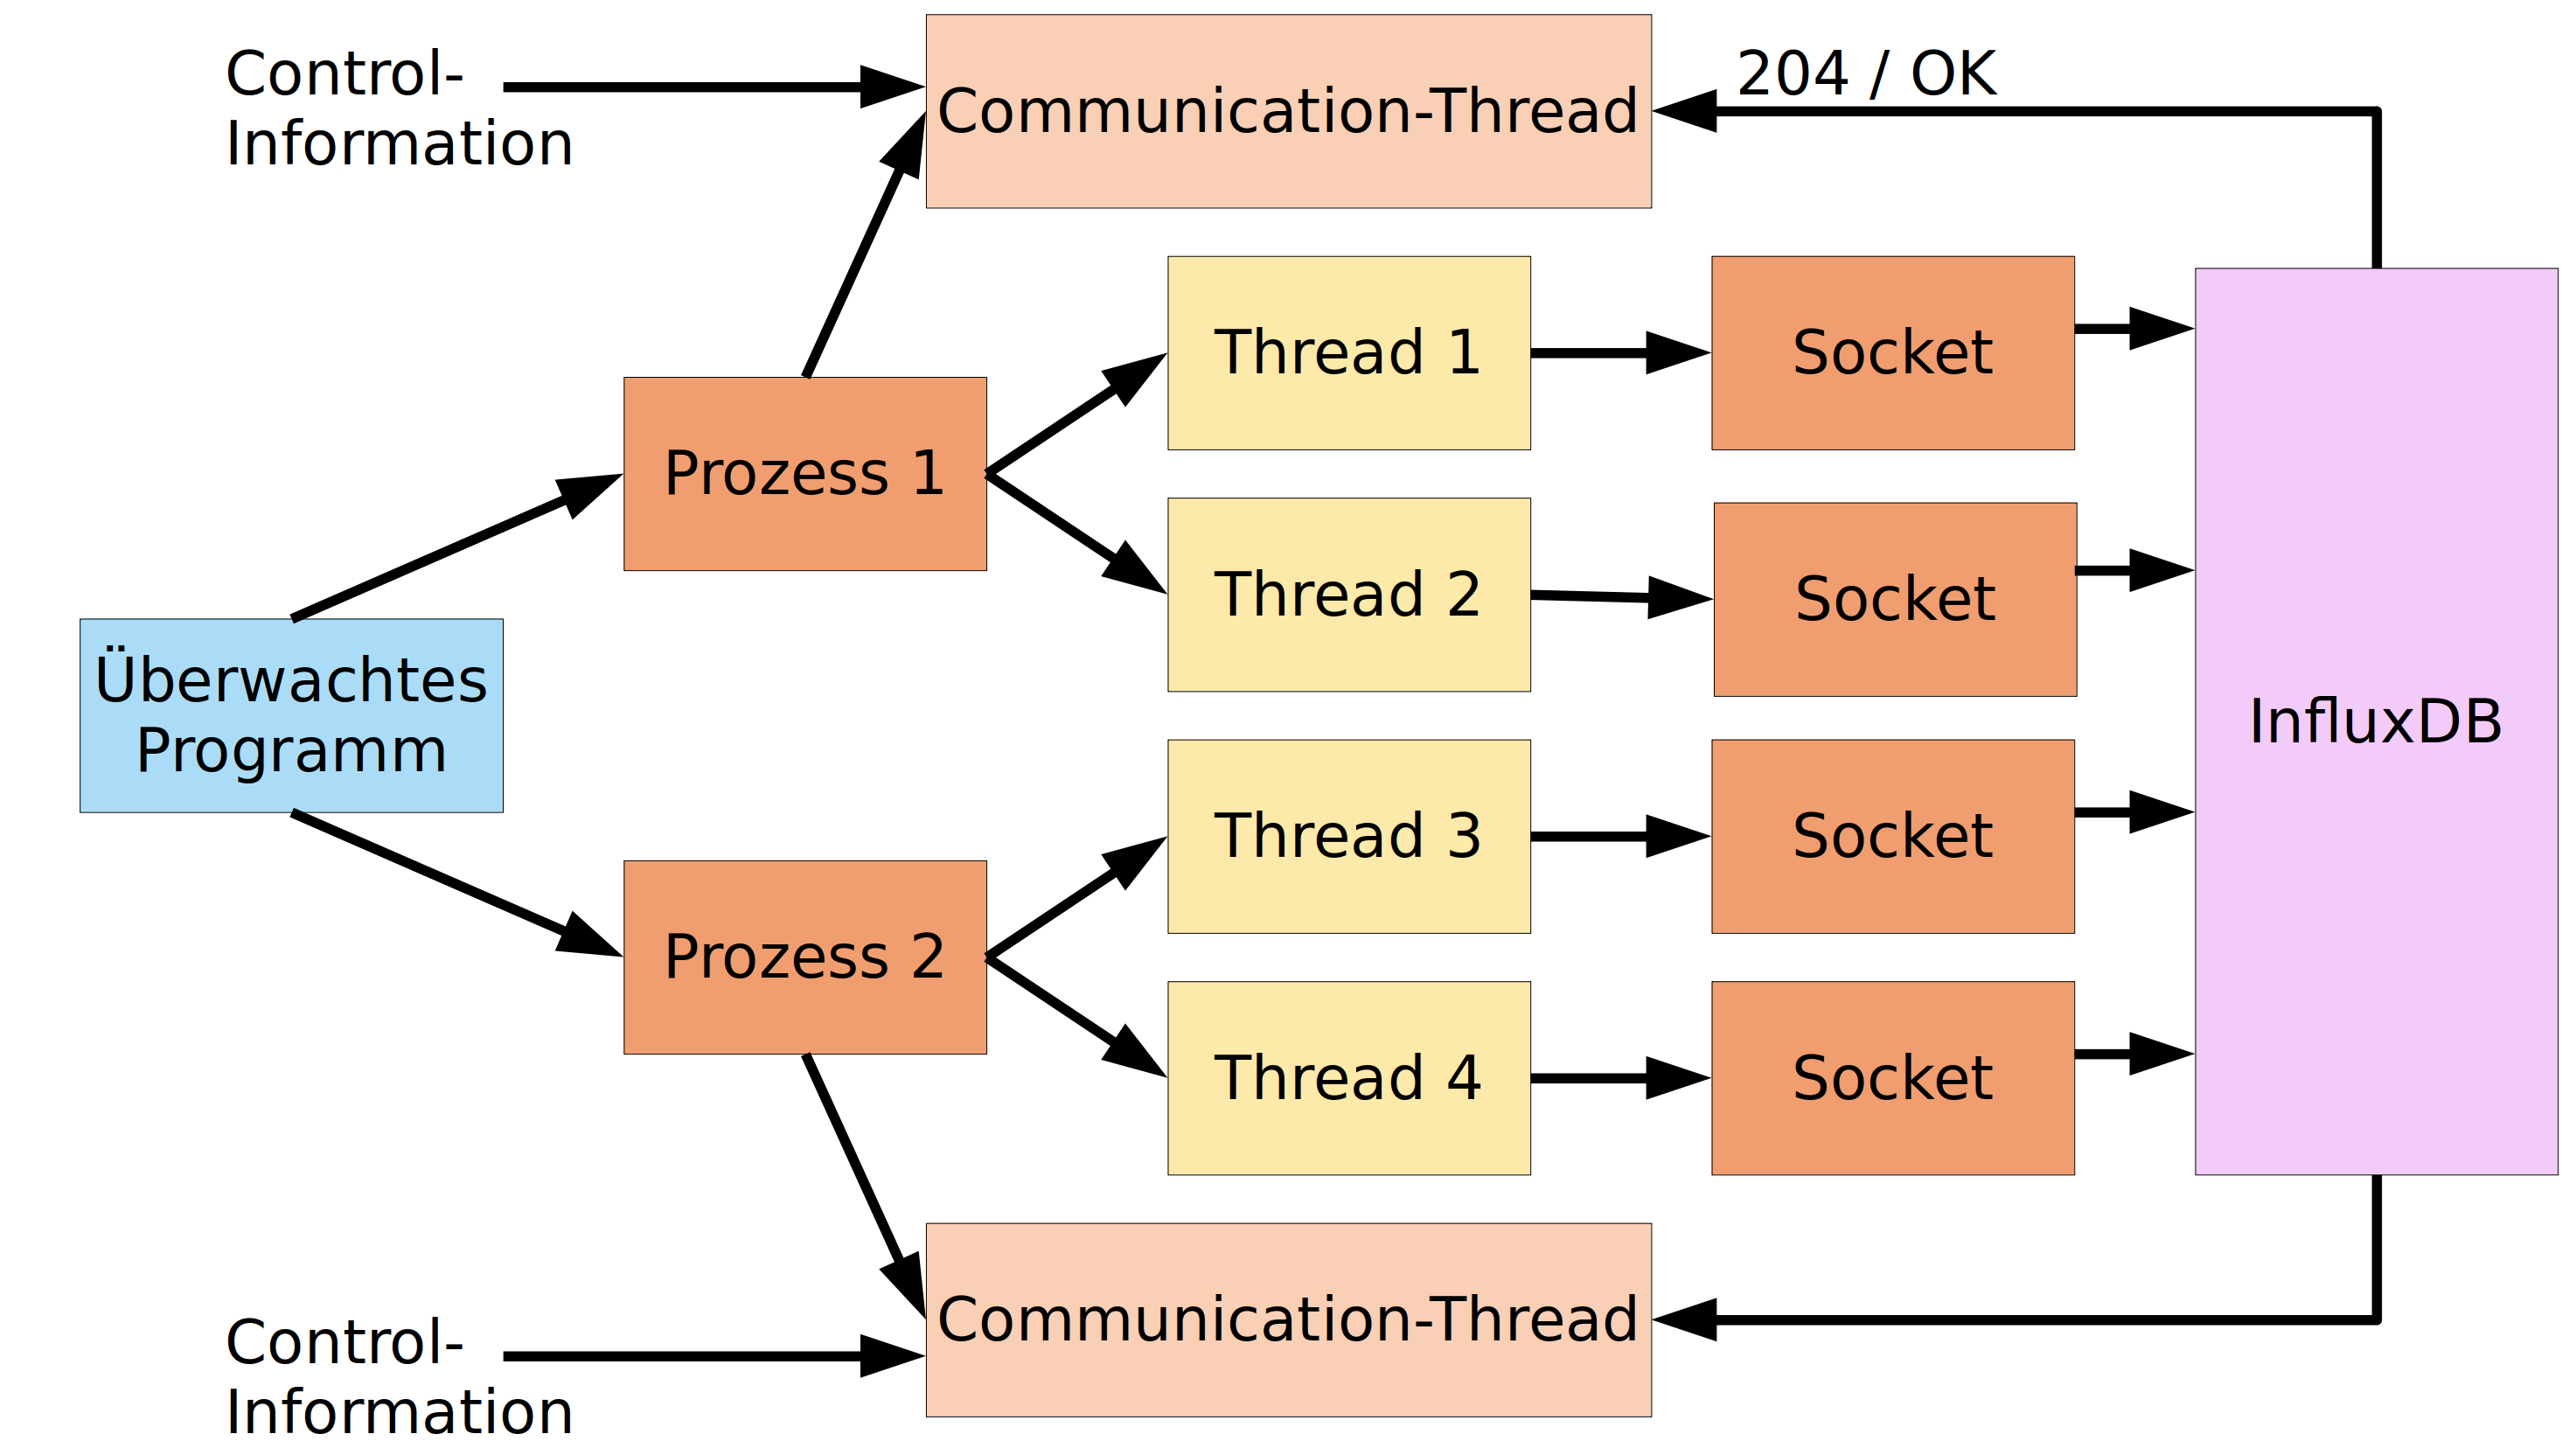 Control-
Information
Communication-Thread
204 / OK
Thread 1
Socket
Prozess 1
Thread 2
Socket
Überwachtes
Programm
InfluxDB
Thread 3
Socket
Prozess 2
Thread 4
Socket
Communication-Thread
Control-
Information